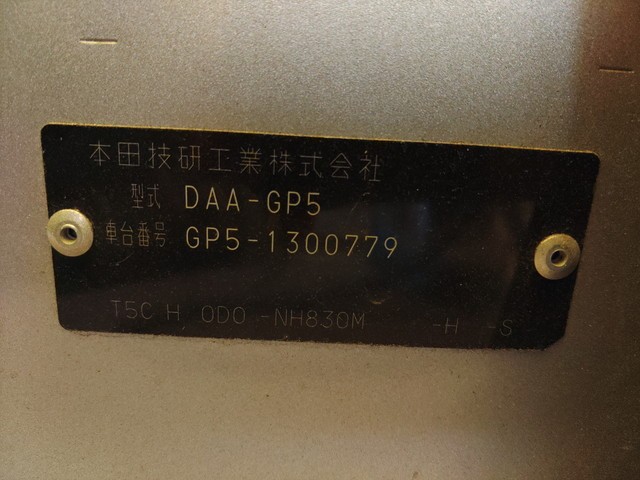 本田技研工業株式会社
型式 DAA-GP5
車台番号 GP5-1300779
T5C H 0D0 -NH830M -H -S